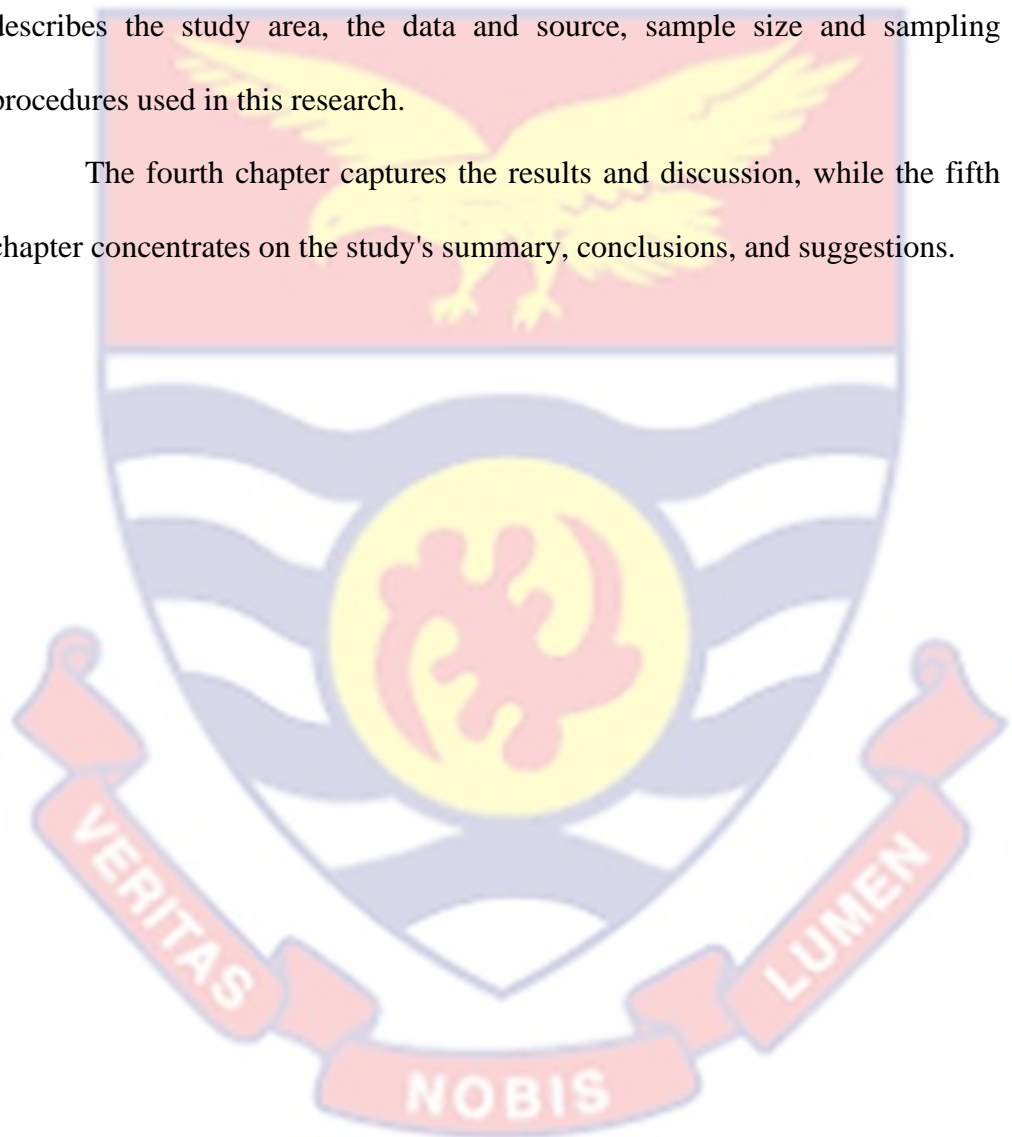 describes the study area, the data and source, sample size and sampling
procedures used in this research.
The fourth chapter captures the results and discussion, while the fifth
chapter concentrates on the study's summary, conclusions, and suggestions.
VERITAS
NOBIS
LUMEN